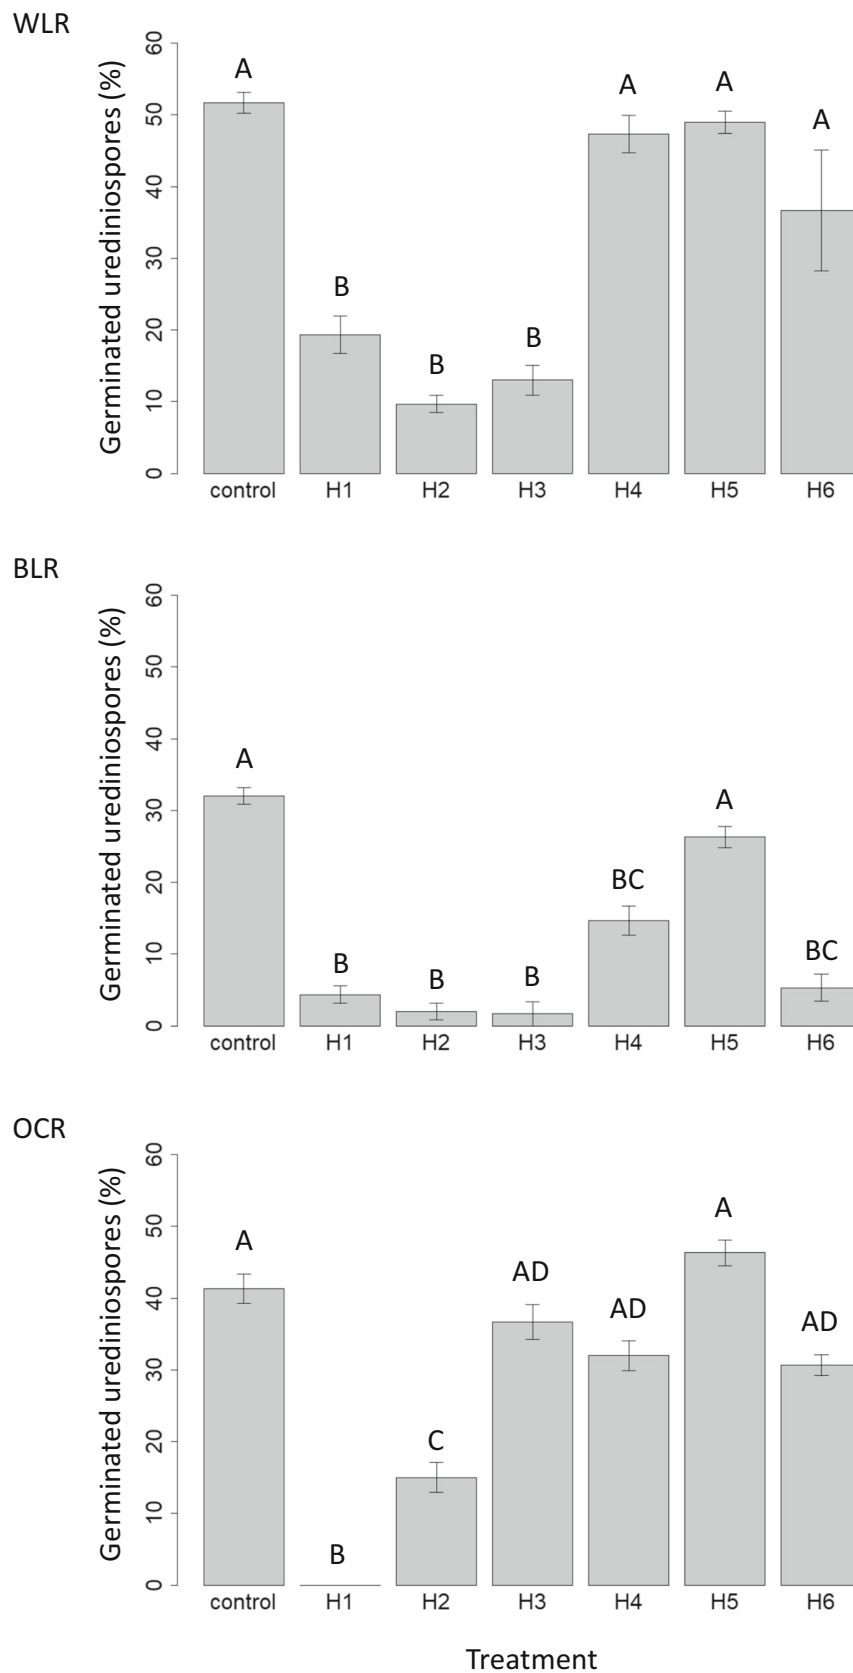 WLR
Germinated urediniospores (%)
60
50
40
30
20
10
0
A
B
B
B
A
A
A
control H1 H2 H3 H4 H5 H6
BLR
Germinated urediniospores (%)
60
50
40
30
20
10
0
A
B
B
B
BC
A
BC
control H1 H2 H3 H4 H5 H6
OCR
Germinated urediniospores (%)
60
50
40
30
20
10
0
A
B
C
AD
AD
A
AD
control H1 H2 H3 H4 H5 H6
Treatment